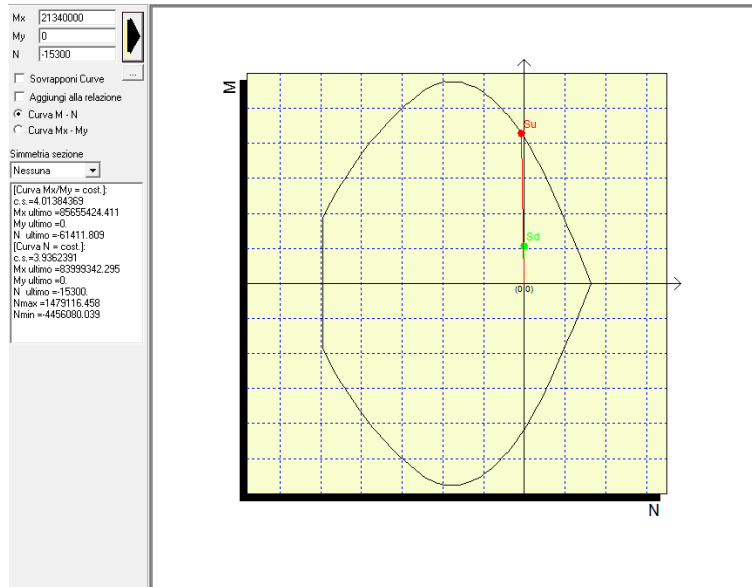 Mx 21340000
My 0
N -15300
...
Sovrapponi Curve
Aggiungi alla relazione
Curva M - N
Curva Mx - My
Simmetria sezione
Nessuna
[Curva Mx/My = cost.]:
c.s.=4.01384369
Mx ultimo =85655424.411
My ultimo =0.
N ultimo =-61411.809
[Curva N = cost.]:
c.s.=3.9362391
Mx ultimo =83999342.295
My ultimo =0.
N ultimo =-15300.
Nmax =1479116.458
Nmin =-4456080.039
M
Su
Sd
(0;0)
N